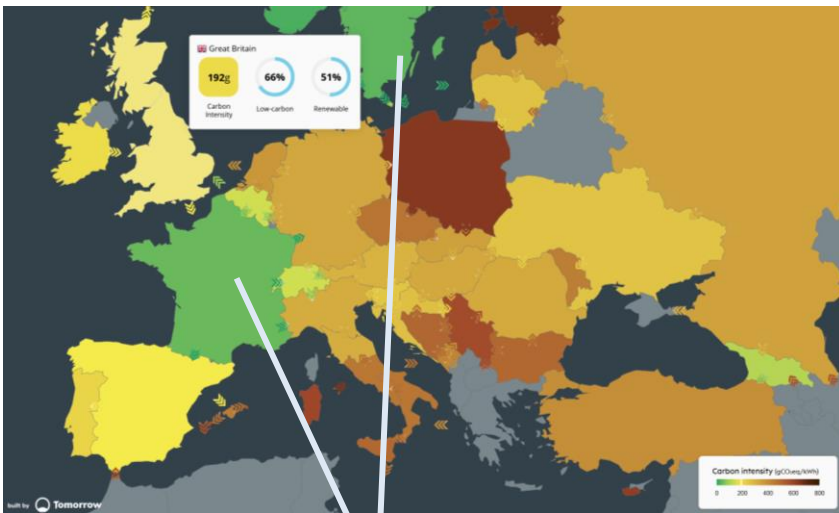 Great Britain
192g
66%
51%
Carbon
Intensity
Low-carbon
Renewable
Carbon intensity (gCO₂eq/kWh)
0 200 400 600 800
built by Tomorrow